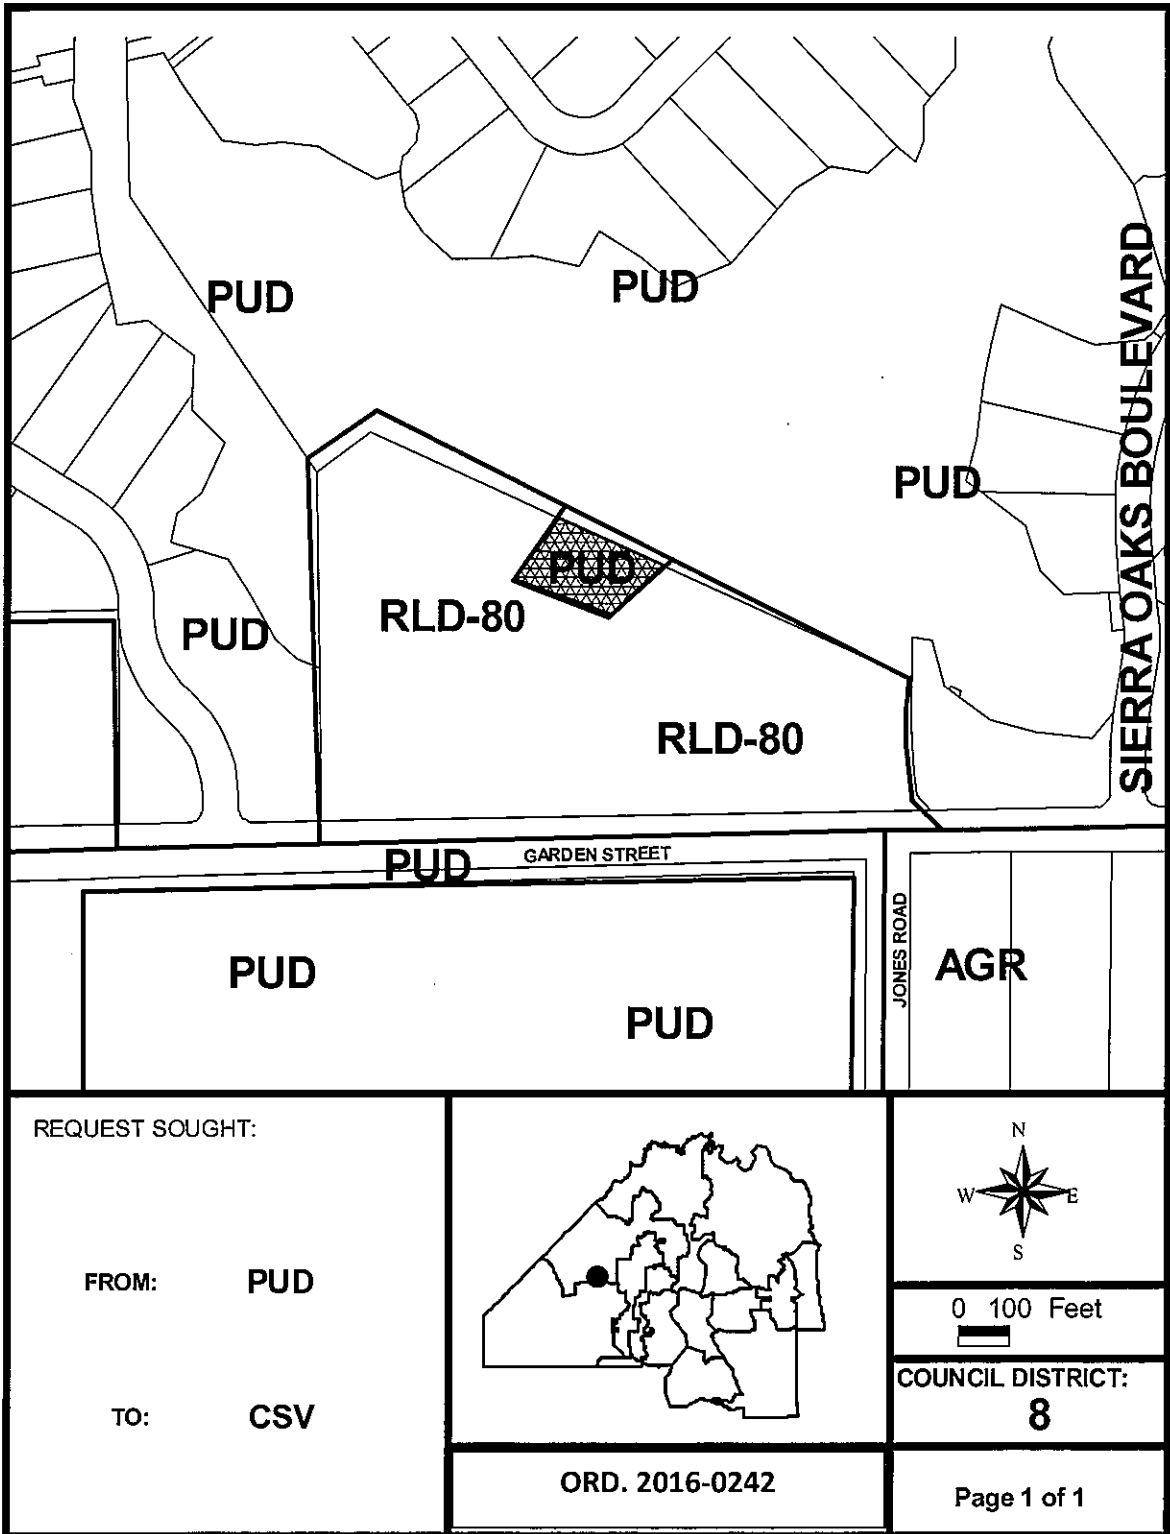 PUD
PUD
SIERRA OAKS BOULEVARD
PUD
PUD
RLD-80
PUD
RLD-80
PUD
GARDEN STREET
PUD
JONES ROAD
AGR
PUD
REQUEST SOUGHT:
FROM: PUD
TO: CSV
N
W E
S
0 100 Feet
COUNCIL DISTRICT:
8
ORD. 2016-0242
Page 1 of 1